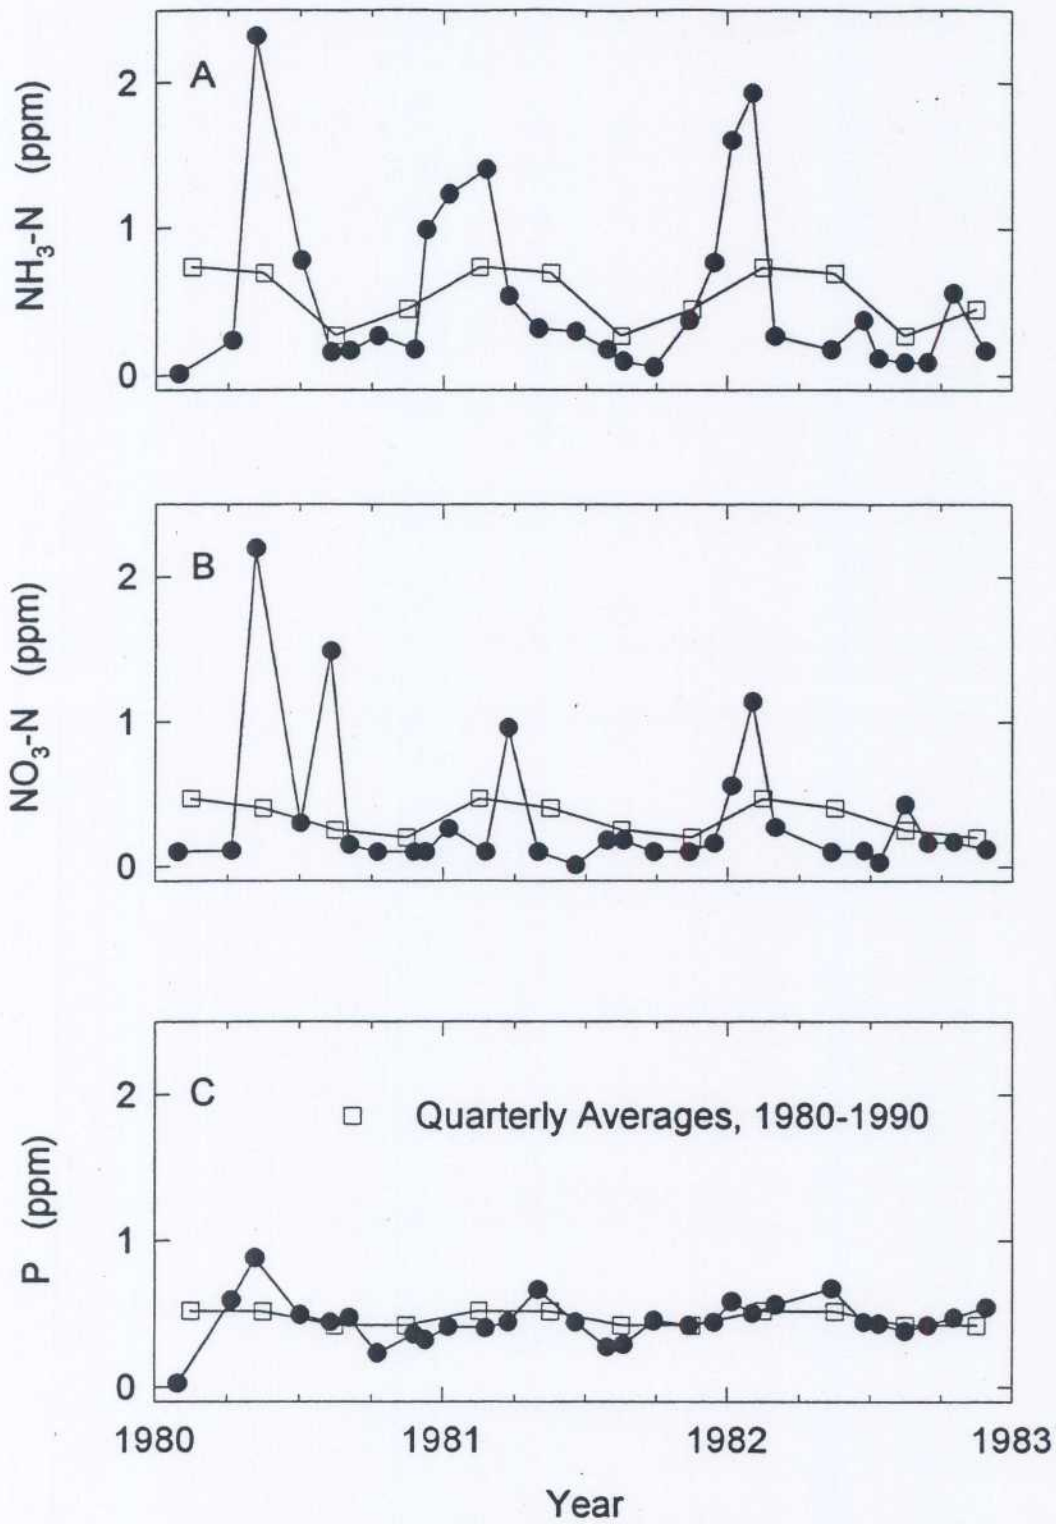 A
NH₃-N (ppm)
2
1
0
B
NO₃-N (ppm)
2
1
0
C
□ Quarterly Averages, 1980-1990
P (ppm)
2
1
0
1980 1981 1982 1983
Year